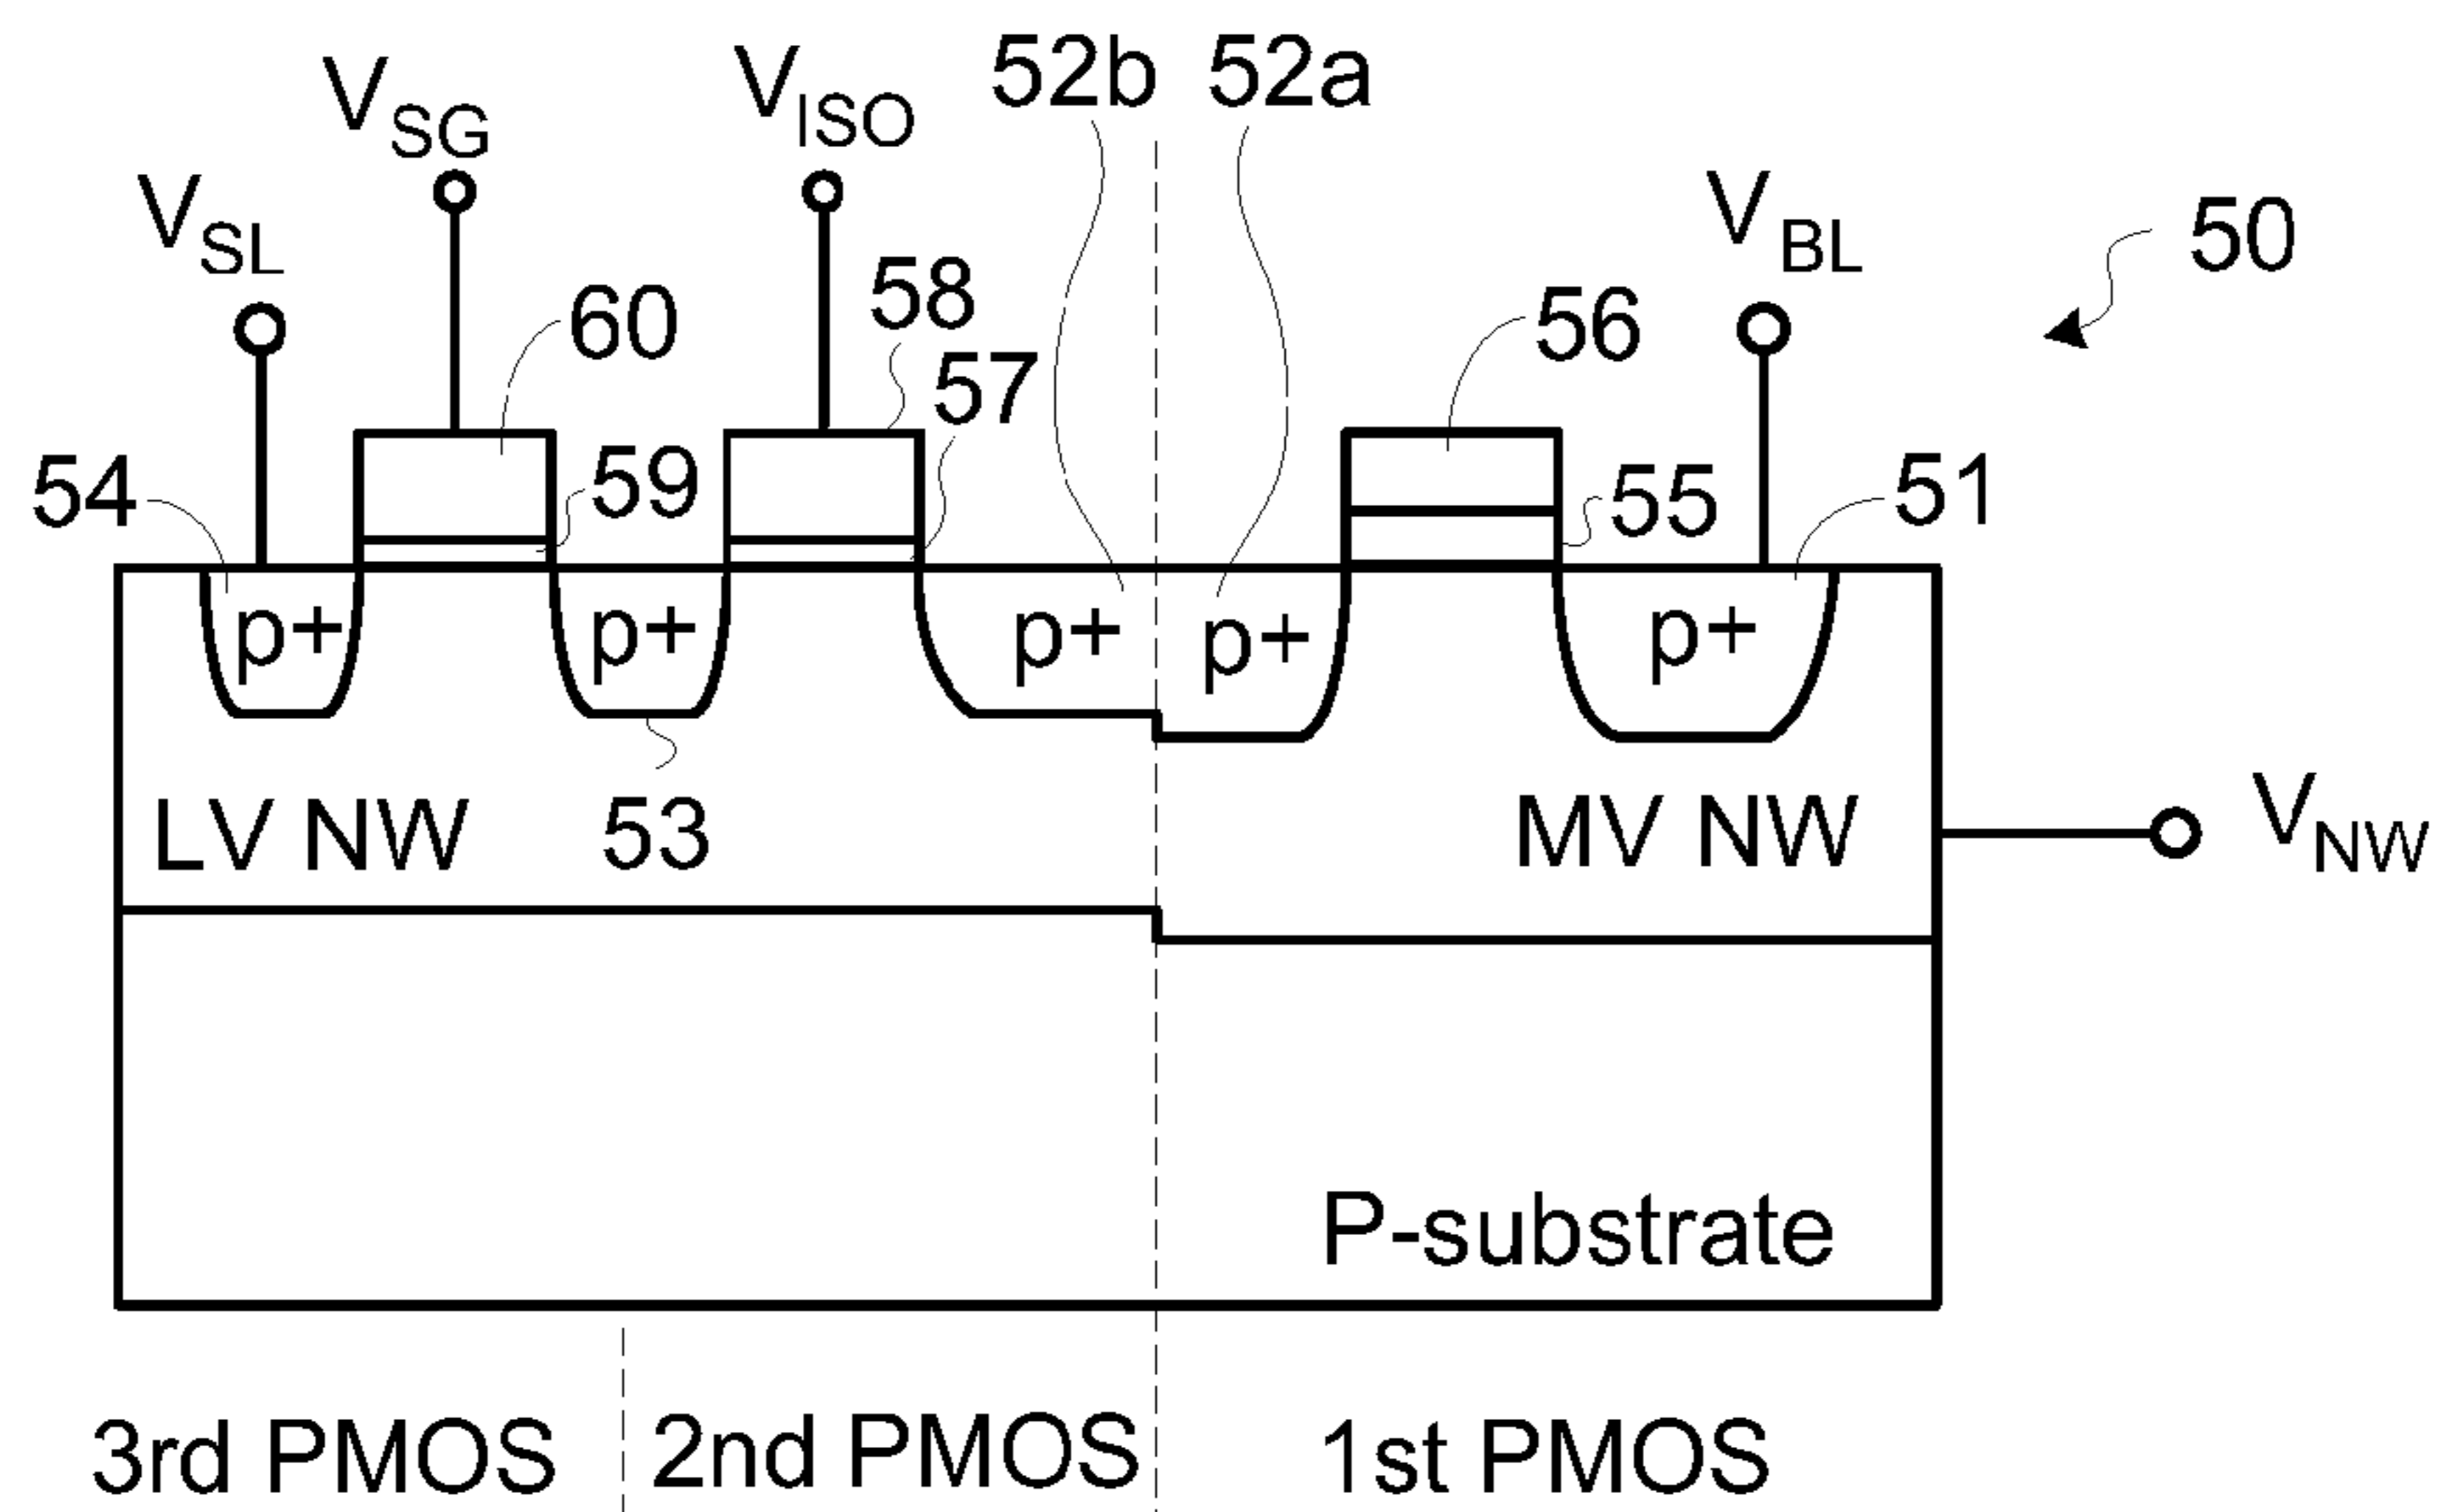 52b 52a
V_SG V_ISO
V_SL V_BL 50
60 58 56
57
54 59 55 51
p+ p+ p+ p+ p+
LV NW 53 MV NW V_NW
P-substrate
3rd PMOS 2nd PMOS 1st PMOS